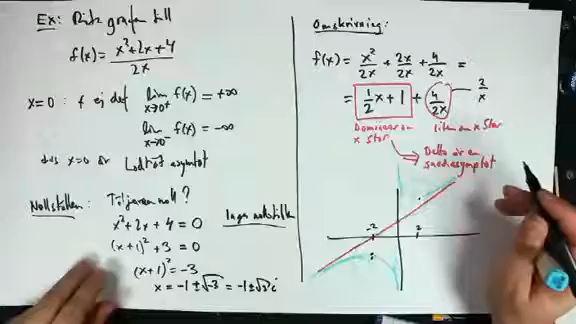 Ex: Rita grafen till
f(x) = x²+2x+4 / 2x
x=0: f ej def lim x→0+ f(x) = +∞
lim x→0- f(x) = -∞
dvs x=0 är Lodrät asymptot
Nollställen: Täljaren noll?
x²+2x+4 = 0
Inga nollställen
(x+1)² + 3 = 0
(x+1)² = -3
x = -1 ± √-3 = -1 ± √3 i
Omskrivning:
f(x) = x²/2x + 2x/2x + 4/2x =
= 1/2 x + 1 + 4/2x 2/x
Dominerar om x stor
liten om x stor
Detta är en
snedasymptot
-2 2